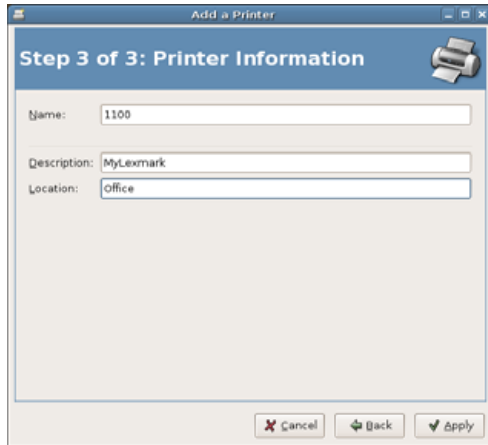 Add a Printer
Step 3 of 3: Printer Information
Name: 1100
Description: MyLexmark
Location: Office
Cancel Back Apply